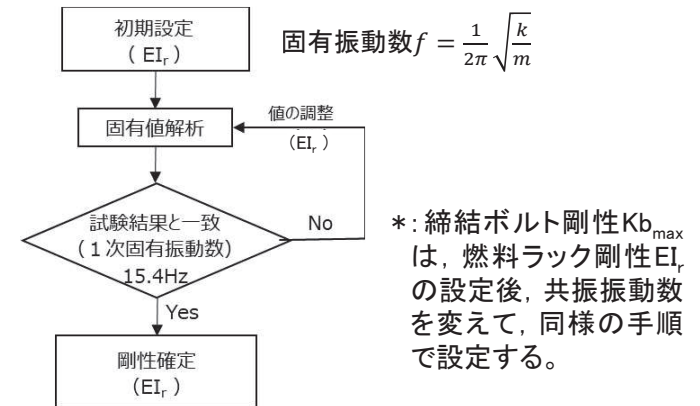 初期設定
( EIr )
固有振動数f = 1/2π √k/m
固有値解析
値の調整
(EIr )
試験結果と一致
(1次固有振動数)
15.4Hz
No
Yes
剛性確定
(EIr )
*:締結ボルト剛性Kbmax
は,燃料ラック剛性EIr
の設定後,共振振動数
を変えて,同様の手順
で設定する。